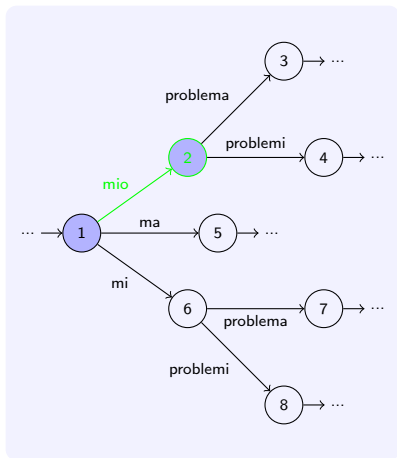 3 ...
problema
2 problemi 4 ...
mio
... 1 ma 5 ...
mi
6 problema 7 ...
problemi
8 ...